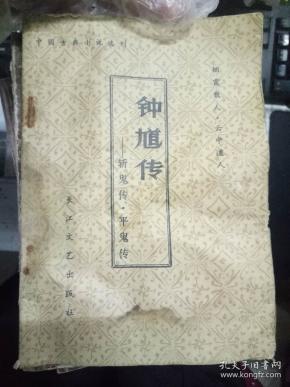 中国古典小说选刊
烟霞散人·云中道人
钟馗传
——斩鬼传·平鬼传
长江文艺出版社
孔夫子旧书网